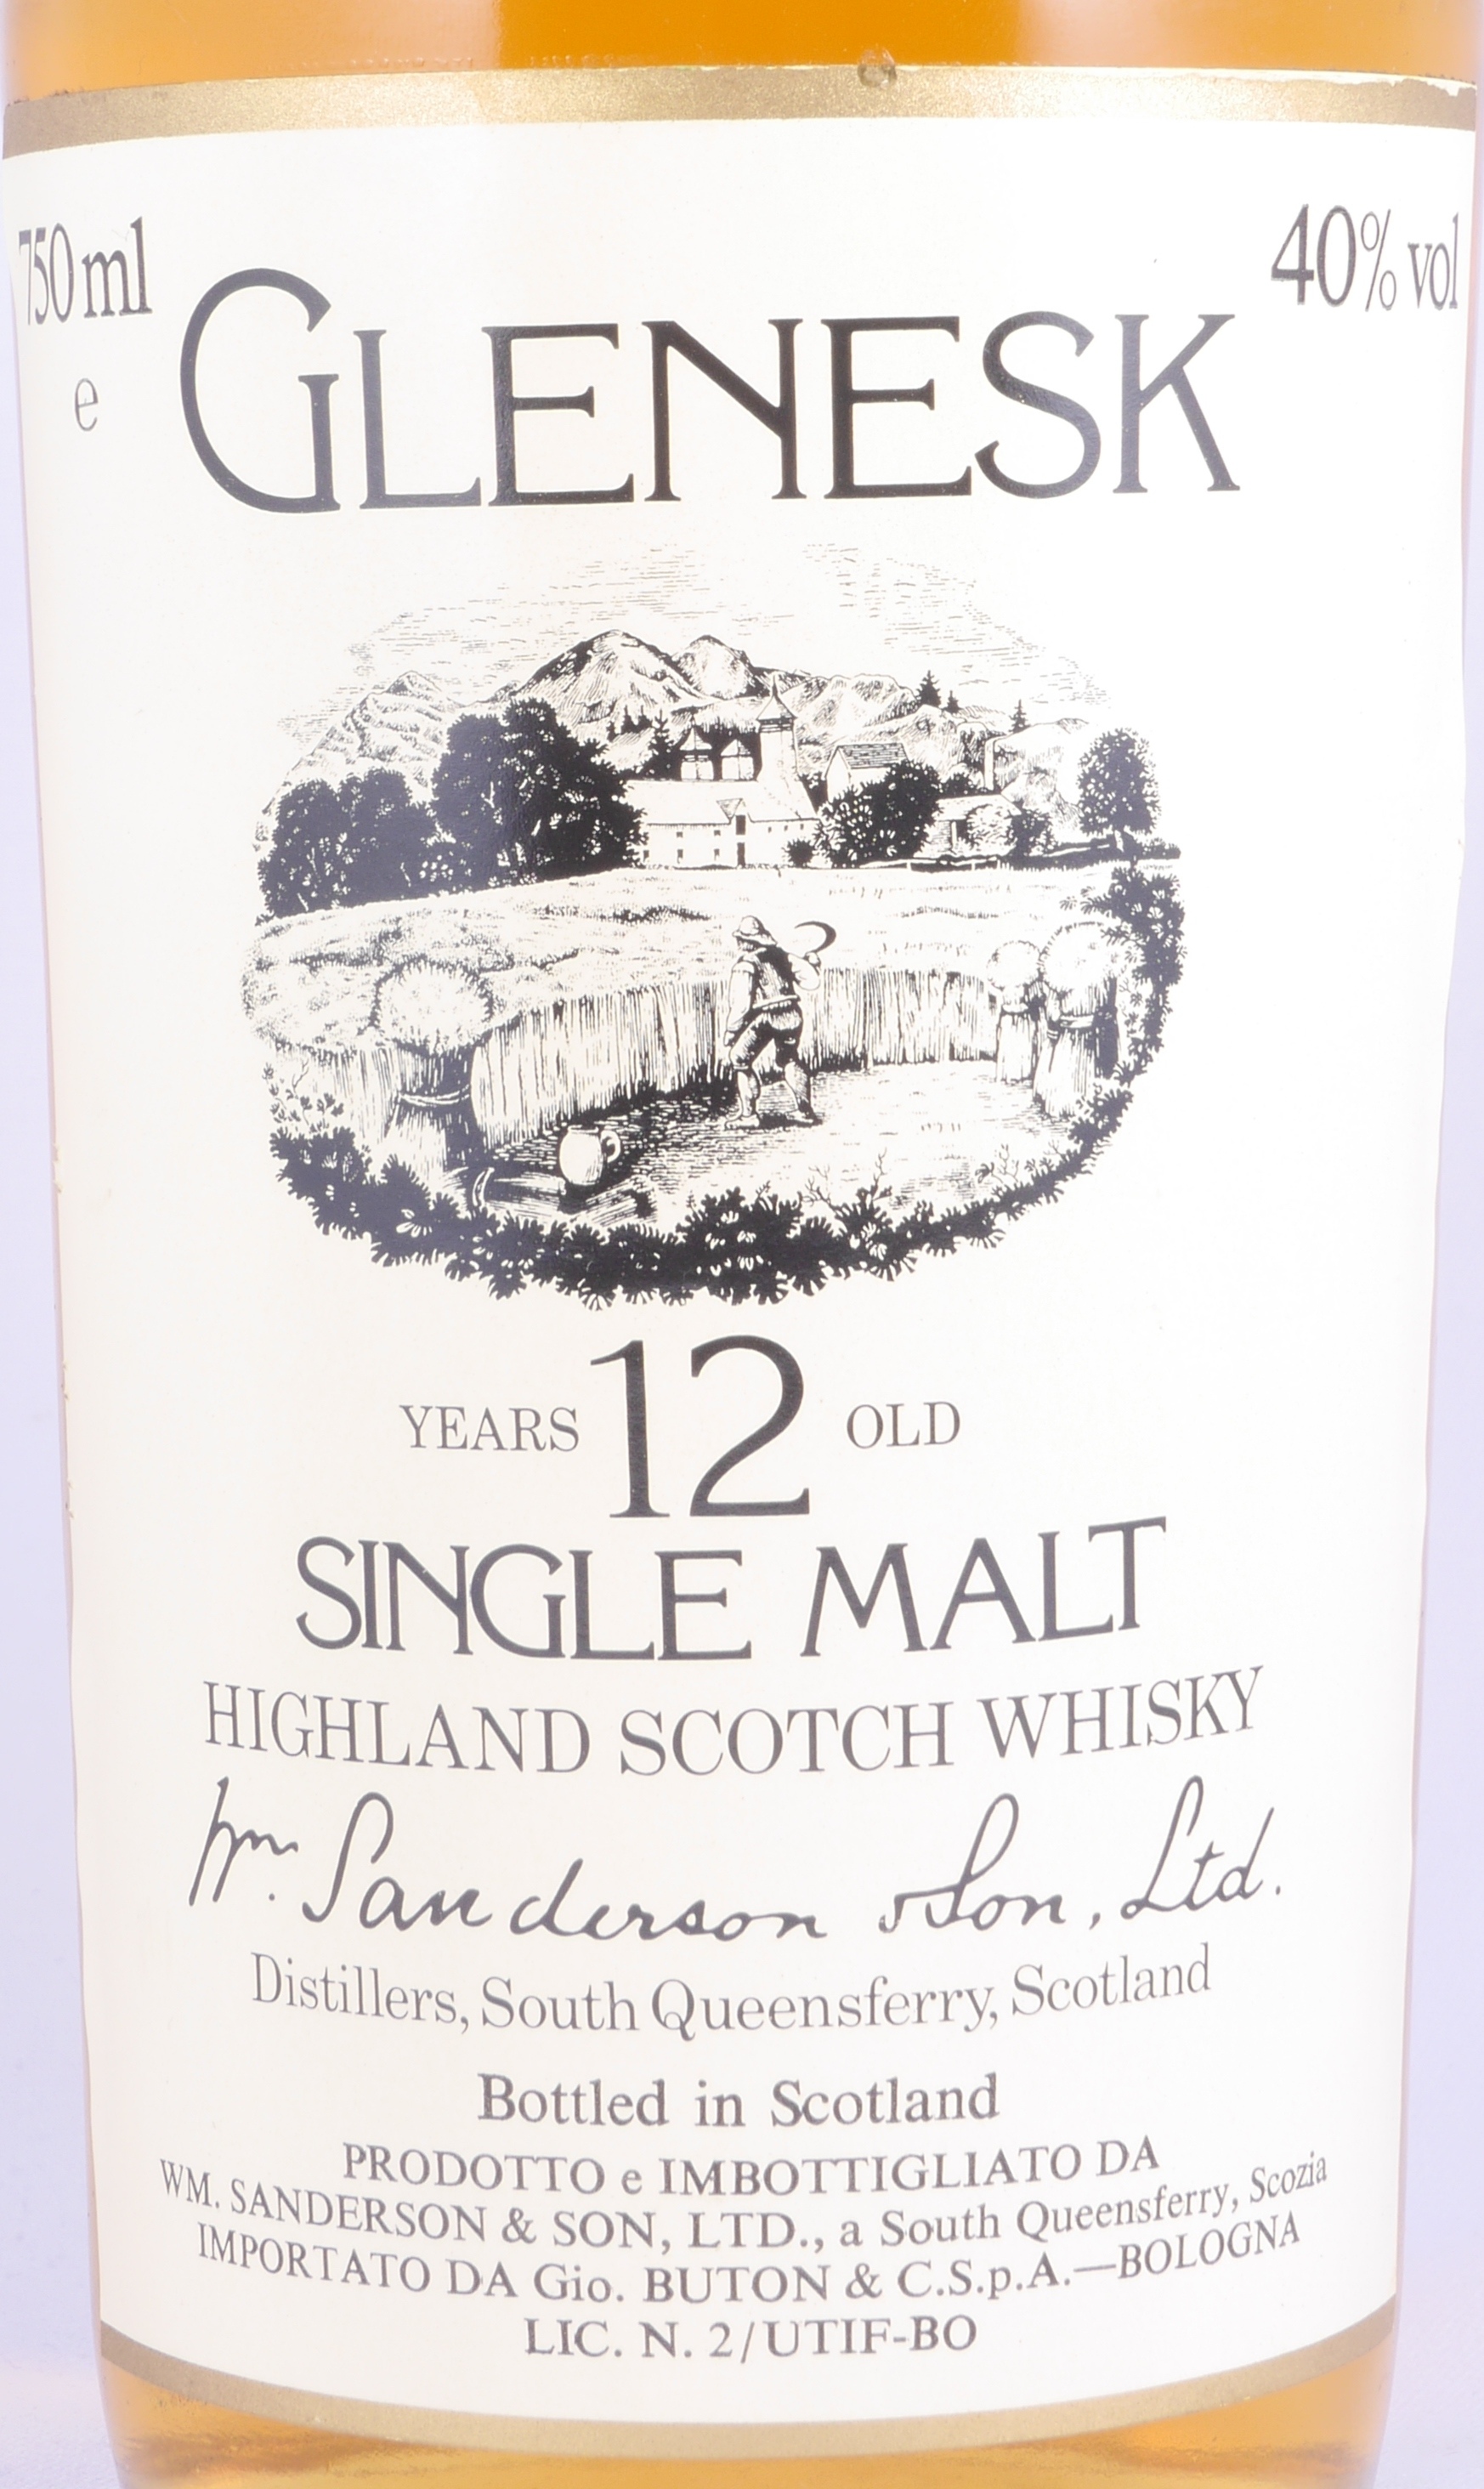 750 ml
e
GLENESK
40% vol
YEARS 12 OLD
SINGLE MALT
HIGHLAND SCOTCH WHISKY
Wm. Sanderson & Son, Ltd.
Distillers, South Queensferry, Scotland
Bottled in Scotland
PRODOTTO e IMBOTTIGLIATO DA
WM. SANDERSON & SON, LTD., a South Queensferry, Scozia
IMPORTATO DA Gio. BUTON & C.S.p.A.—BOLOGNA
LIC. N. 2/UTIF-BO